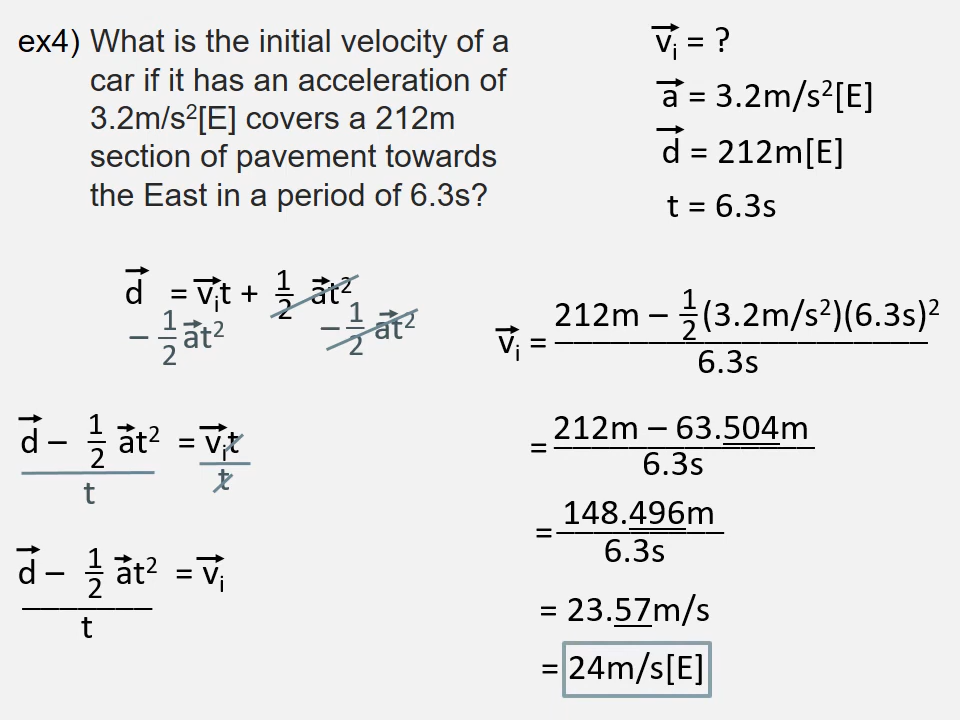 ex4) What is the initial velocity of a
car if it has an acceleration of
3.2m/s²[E] covers a 212m
section of pavement towards
the East in a period of 6.3s?
v⃗ᵢ = ?
a⃗ = 3.2m/s²[E]
d⃗ = 212m[E]
t = 6.3s
d⃗ = v⃗ᵢt + 1/2 a⃗t²
− 1/2 a⃗t² − 1/2 a⃗t²
d⃗ − 1/2 a⃗t² = v⃗ᵢt
t t
d⃗ − 1/2 a⃗t² = v⃗ᵢ
t
v⃗ᵢ = 212m − 1/2(3.2m/s²)(6.3s)²
6.3s
= 212m − 63.504m
6.3s
= 148.496m
6.3s
= 23.57m/s
= 24m/s[E]